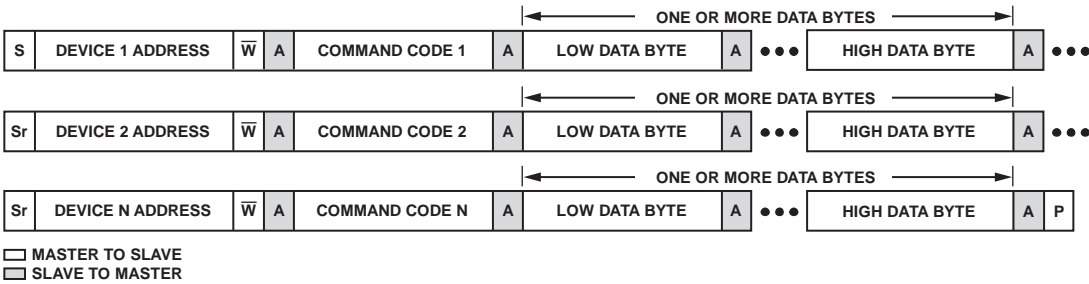 ONE OR MORE DATA BYTES
S DEVICE 1 ADDRESS W̅ A COMMAND CODE 1 A LOW DATA BYTE A ●●● HIGH DATA BYTE A ●●●
ONE OR MORE DATA BYTES
Sr DEVICE 2 ADDRESS W̅ A COMMAND CODE 2 A LOW DATA BYTE A ●●● HIGH DATA BYTE A ●●●
ONE OR MORE DATA BYTES
Sr DEVICE N ADDRESS W̅ A COMMAND CODE N A LOW DATA BYTE A ●●● HIGH DATA BYTE A P
MASTER TO SLAVE
SLAVE TO MASTER